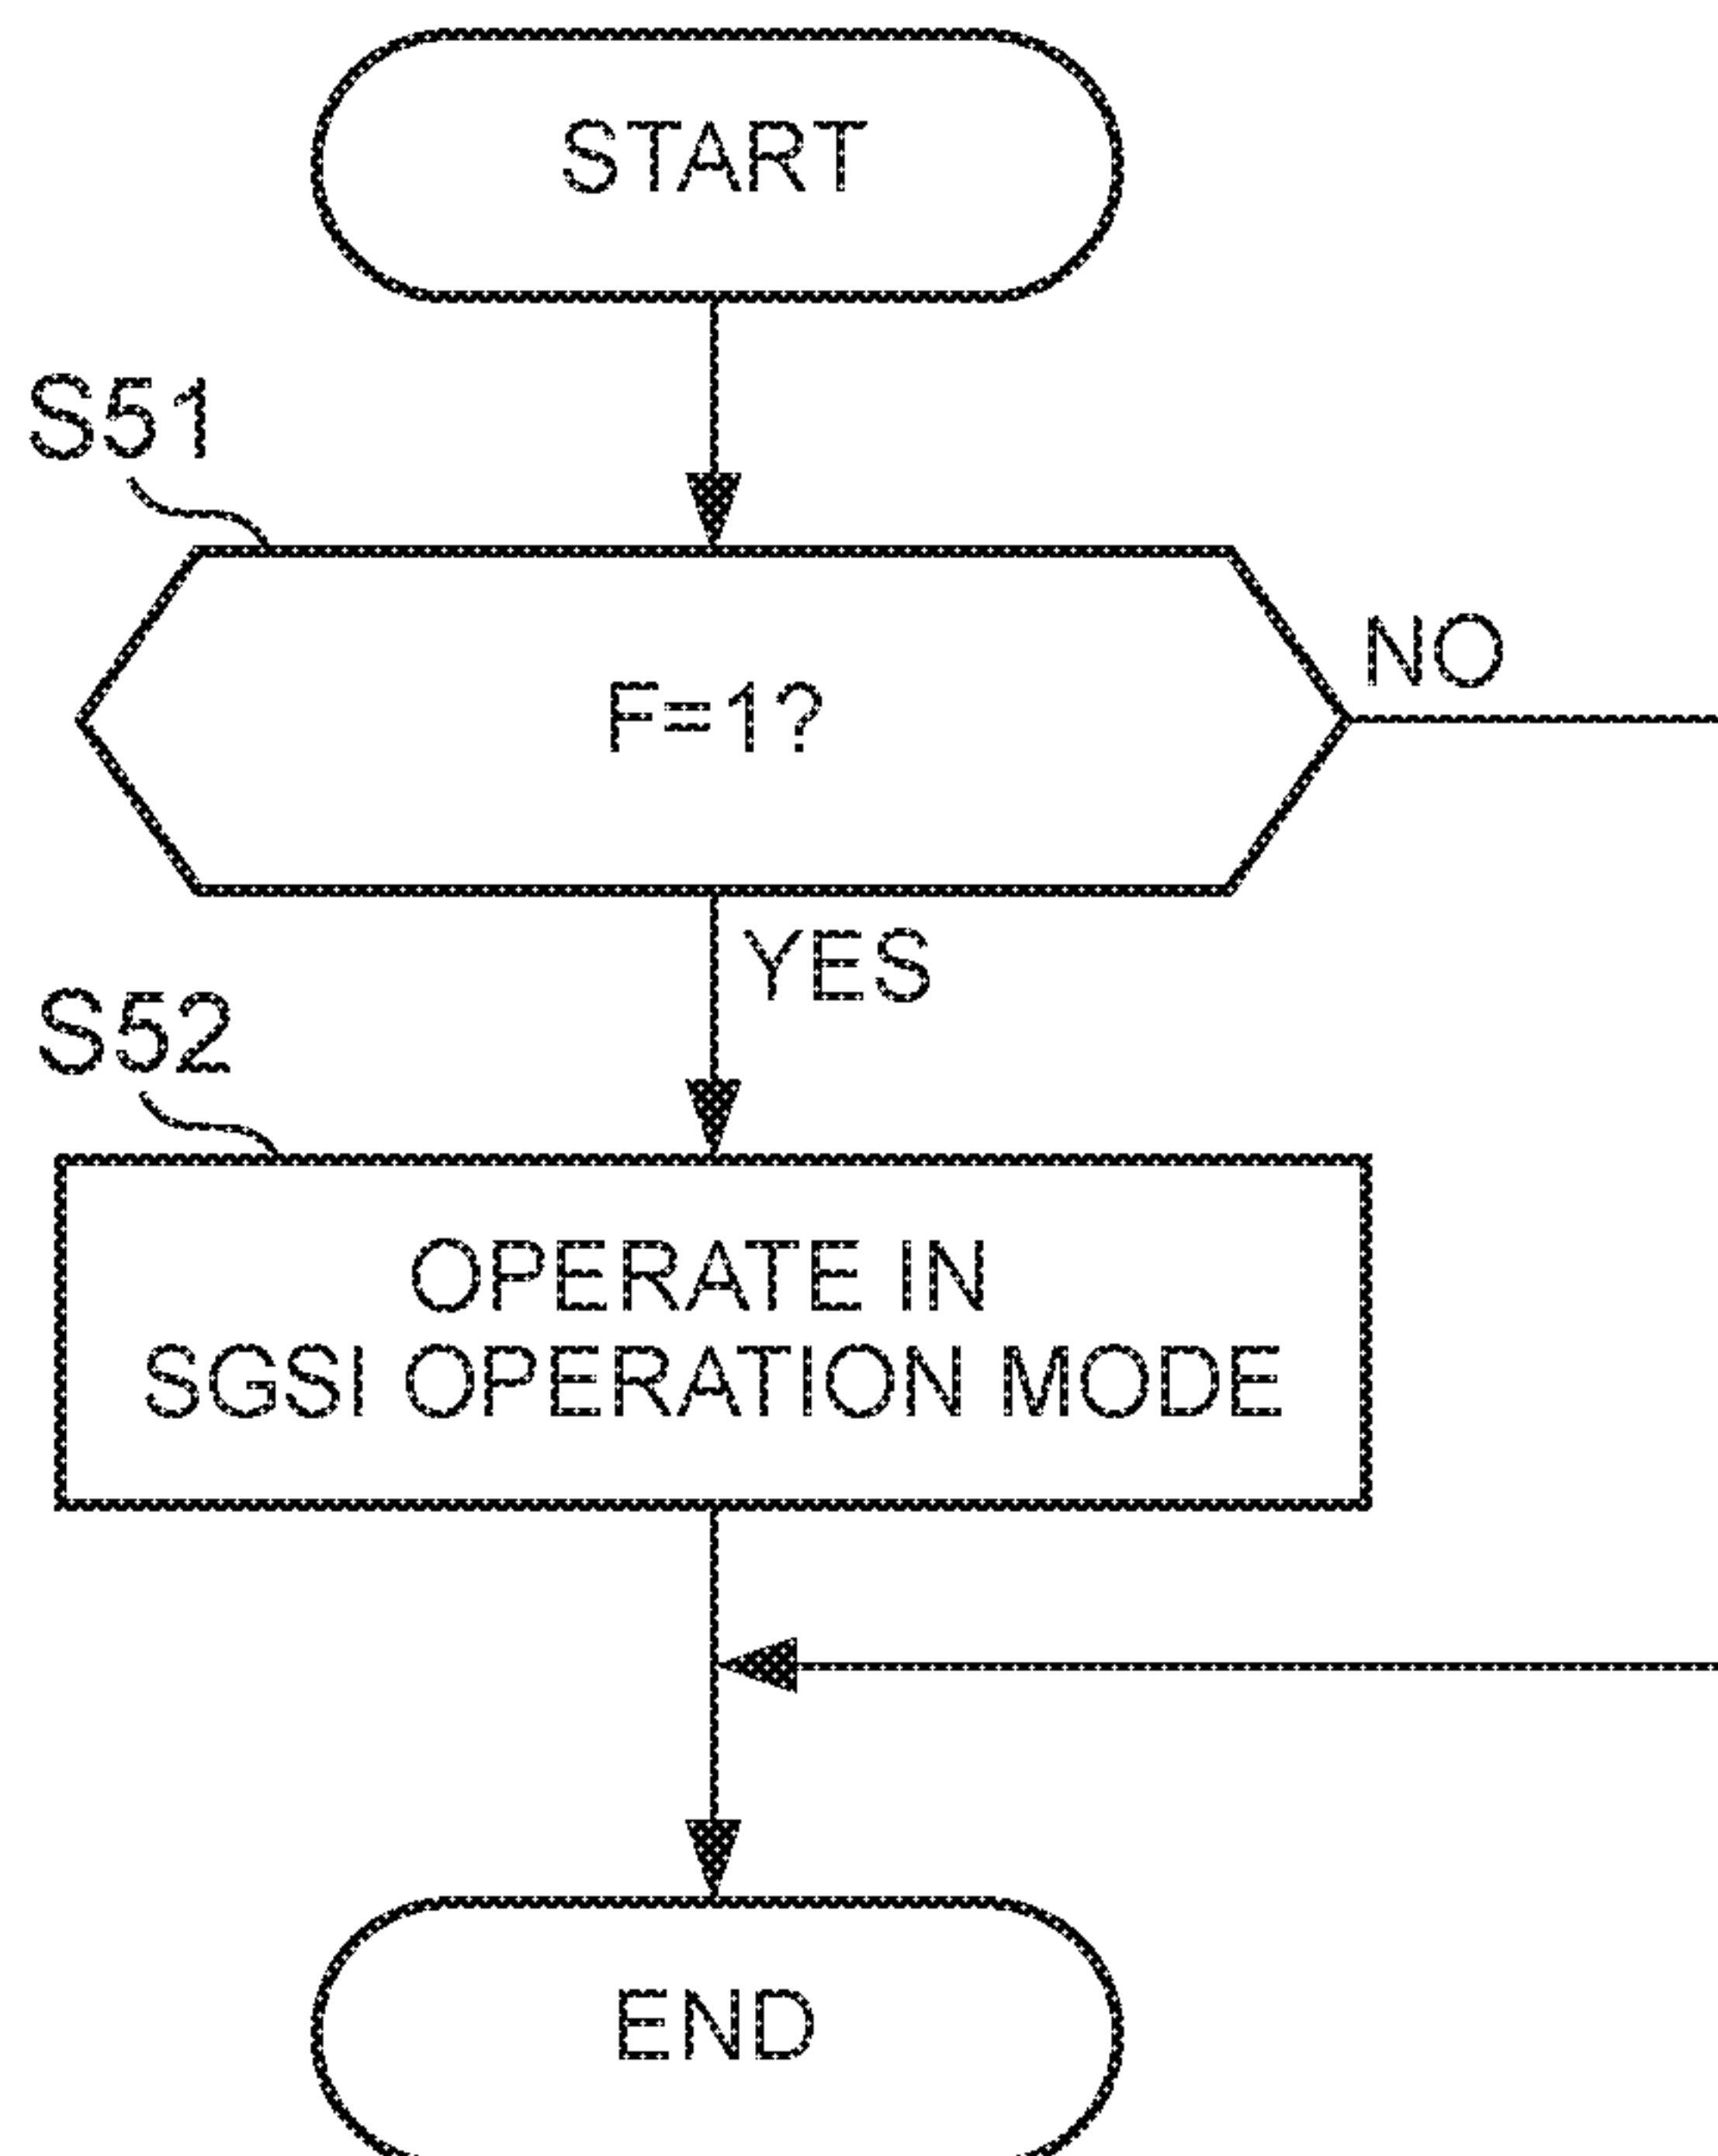 START
S51
F=1?
NO
YES
S52
OPERATE IN
SGSI OPERATION MODE
END